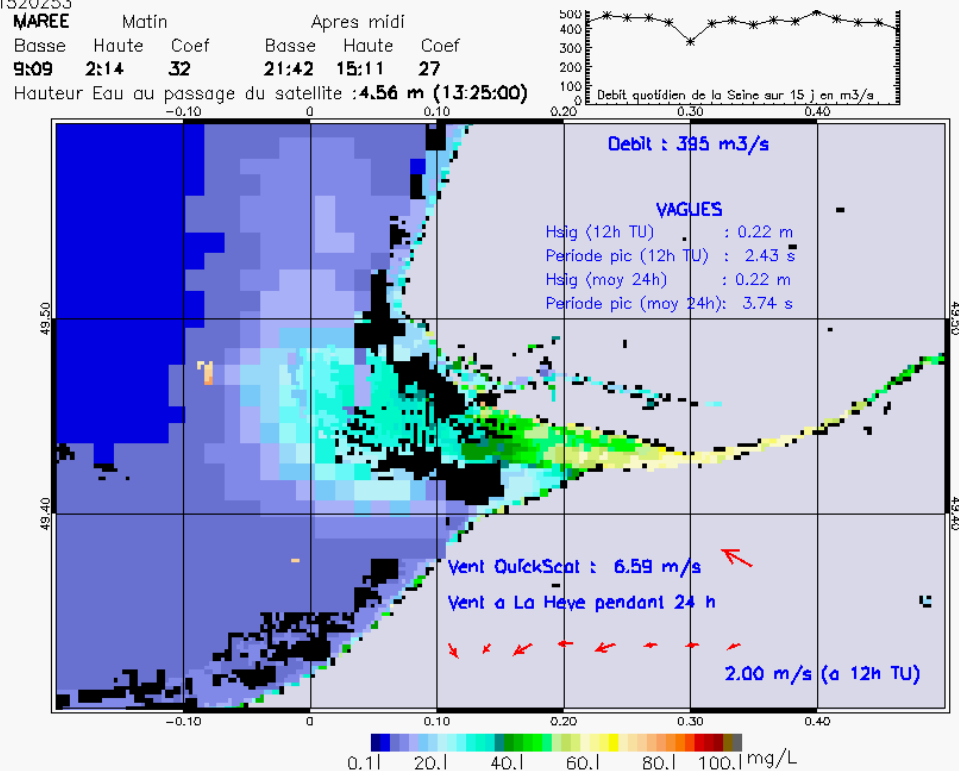 1520253
MAREE Matin Apres midi
Basse Haute Coef Basse Haute Coef
9:09 2:14 32 21:42 15:11 27
Hauteur Eau au passage du satellite :4.56 m (13:25:00)
500
400
300
200
100
0
Debit quotidien de la Seine sur 15 j en m3/s
-0.10 0 0.10 0.20 0.30 0.40
Debit : 395 m3/s
VAGUES
Hsig (12h TU) : 0.22 m
Periode pic (12h TU) : 2.43 s
Hsig (moy 24h) : 0.22 m
Periode pic (moy 24h): 3.74 s
49.50 49.50
49.40 49.40
Vent QuickScat : 6.59 m/s
Vent a La Heve pendant 24 h
2.00 m/s (a 12h TU)
-0.10 0 0.10 0.20 0.30 0.40
0.1 20.1 40.1 60.1 80.1 100.1 mg/L